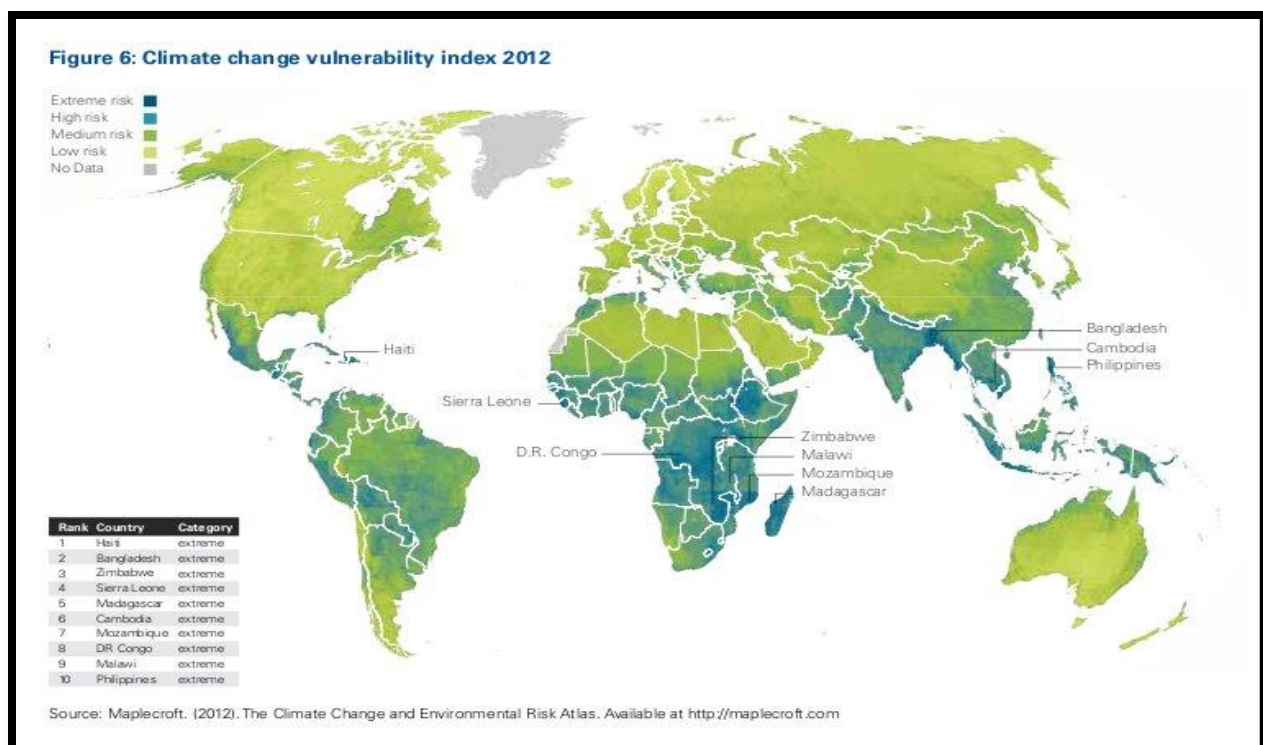 Figure 6: Climate change vulnerability index 2012
Extreme risk
High risk
Medium risk
Low risk
No Data
Haiti
Bangladesh
Cambodia
Philippines
Sierra Leone
D.R. Congo
Zimbabwe
Malawi
Mozambique
Madagascar
Rank Country Category
1 Haiti extreme
2 Bangladesh extreme
3 Zimbabwe extreme
4 Sierra Leone extreme
5 Madagascar extreme
6 Cambodia extreme
7 Mozambique extreme
8 DR Congo extreme
9 Malawi extreme
10 Philippines extreme
Source: Maplecroft. (2012). The Climate Change and Environmental Risk Atlas. Available at http://maplecroft.com